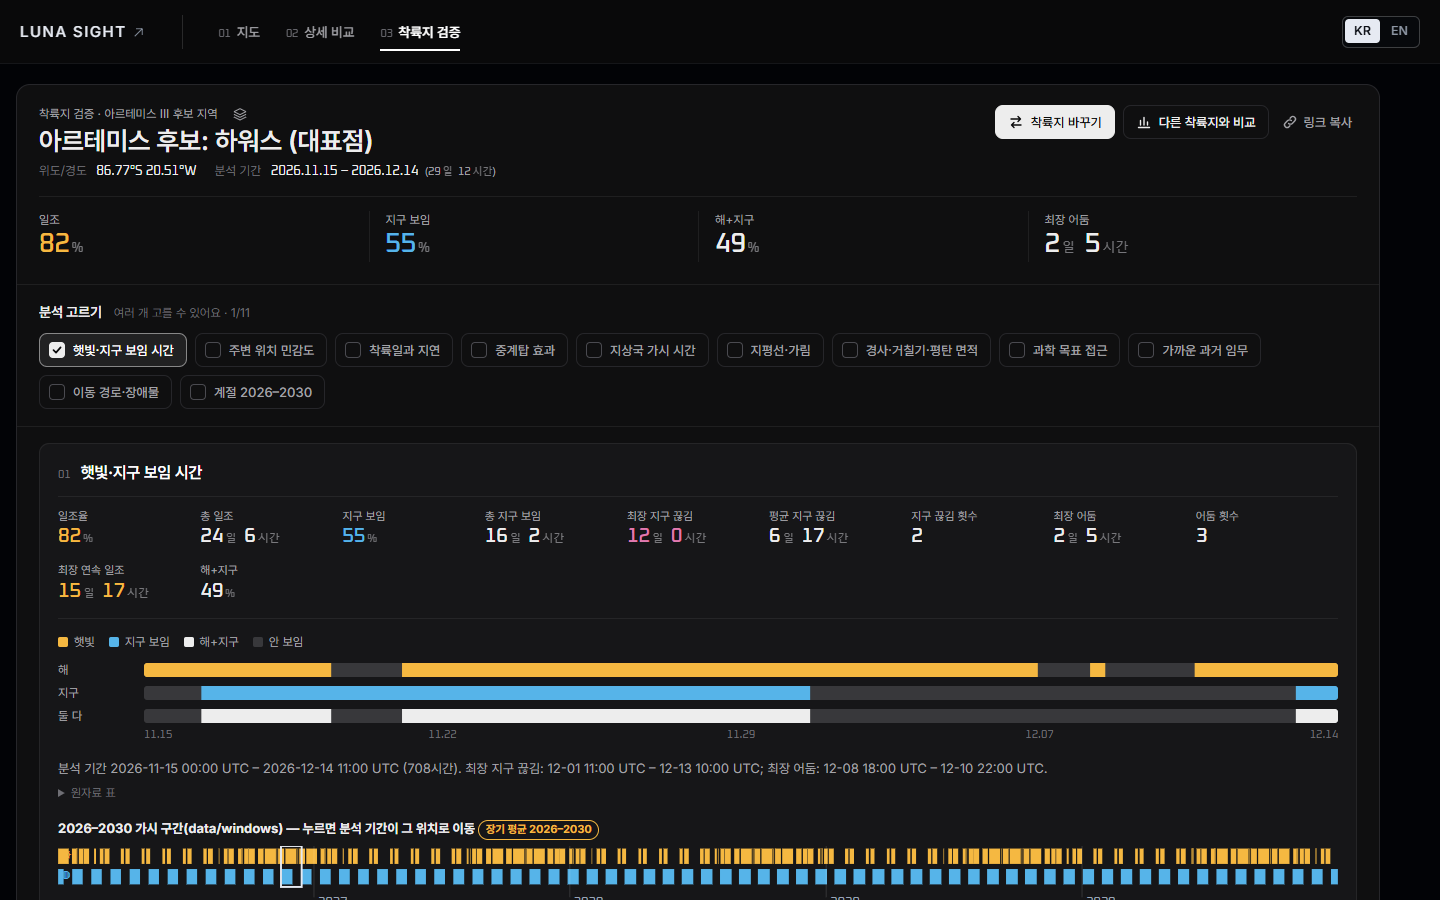 LUNA SIGHT ↗ 01 지도 02 상세 비교 03 착륙지 검증 KR EN
착륙지 검증 · 아르테미스 III 후보 지역
아르테미스 후보: 하워스 (대표점)
착륙지 바꾸기 다른 착륙지와 비교 링크 복사
위도/경도 86.77°S 20.51°W 분석 기간 2026.11.15 – 2026.12.14 (29일 12시간)
일조 지구 보임 해+지구 최장 어둠
82% 55% 49% 2일 5시간
분석 고르기 여러 개 고를 수 있어요 · 1/11
햇빛·지구 보임 시간 주변 위치 민감도 착륙일과 지연 중계탑 효과 지상국 가시 시간 지평선·가림 경사·거칠기·평탄 면적 과학 목표 접근 가까운 과거 임무
이동 경로·장애물 계절 2026–2030
01 햇빛·지구 보임 시간
일조율 총 일조 지구 보임 총 지구 보임 최장 지구 끊김 평균 지구 끊김 지구 끊김 횟수 최장 어둠 어둠 횟수
82% 24일 6시간 55% 16일 2시간 12일 0시간 6일 17시간 2 2일 5시간 3
최장 연속 일조 해+지구
15일 17시간 49%
햇빛 지구 보임 해+지구 안 보임
해
지구
둘 다
11.15 11.22 11.29 12.07 12.14
분석 기간 2026-11-15 00:00 UTC – 2026-12-14 11:00 UTC (708시간). 최장 지구 끊김: 12-01 11:00 UTC – 12-13 10:00 UTC; 최장 어둠: 12-08 18:00 UTC – 12-10 22:00 UTC.
▶ 원자료 표
2026–2030 가시 구간(data/windows) — 누르면 분석 기간이 그 위치로 이동 장기 평균 2026–2030